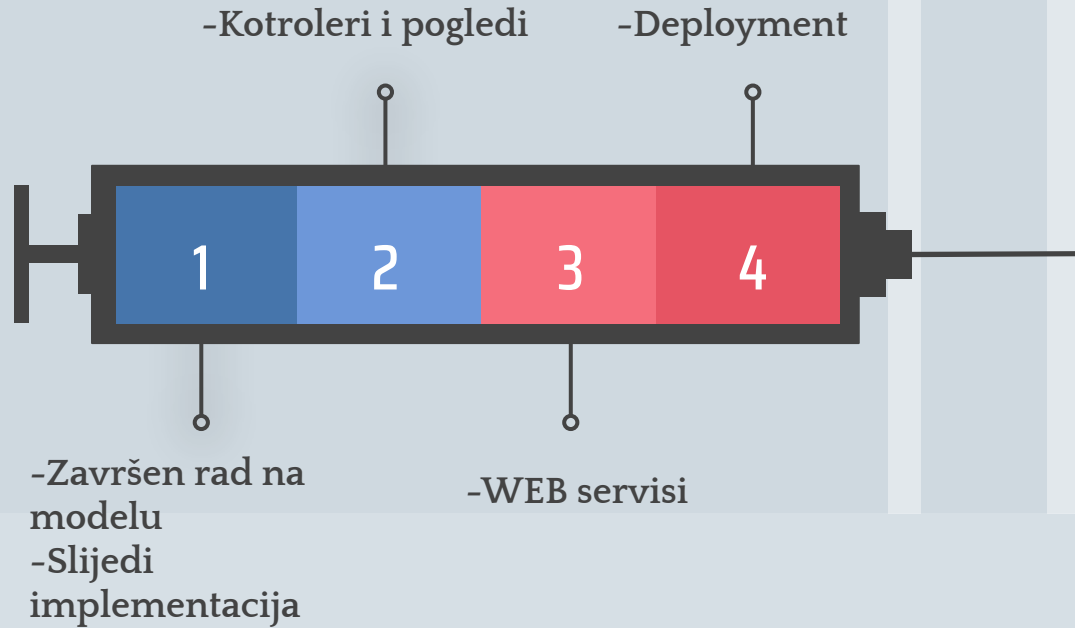 -Kotroleri i pogledi
-Deployment
1
2
3
4
-Završen rad na
modelu
-Slijedi
implementacija
-WEB servisi